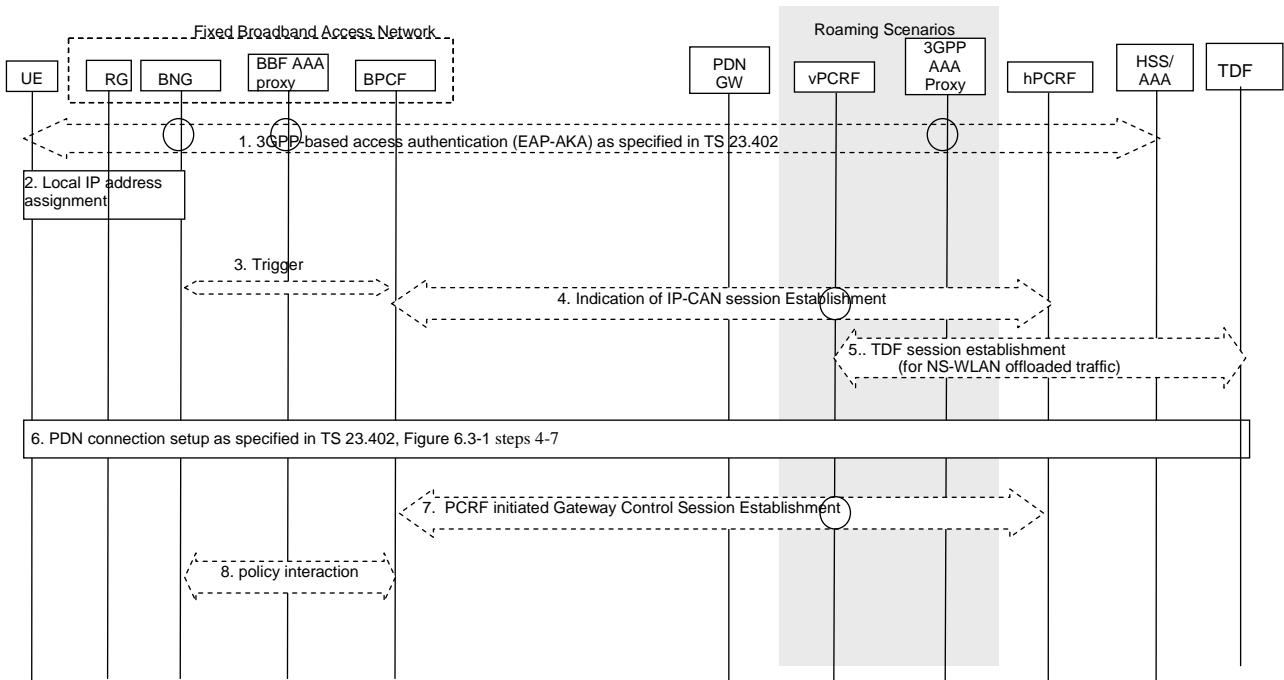 Fixed Broadband Access Network
Roaming Scenarios
UE
RG
BNG
BBF AAA
proxy
BPCF
PDN
GW
vPCRF
3GPP
AAA
Proxy
hPCRF
HSS/
AAA
TDF
1. 3GPP-based access authentication (EAP-AKA) as specified in TS 23.402
2. Local IP address
assignment
3. Trigger
4. Indication of IP-CAN session Establishment
5.. TDF session establishment
(for NS-WLAN offloaded traffic)
6. PDN connection setup as specified in TS 23.402, Figure 6.3-1 steps 4-7
7. PCRF initiated Gateway Control Session Establishment
8. policy interaction